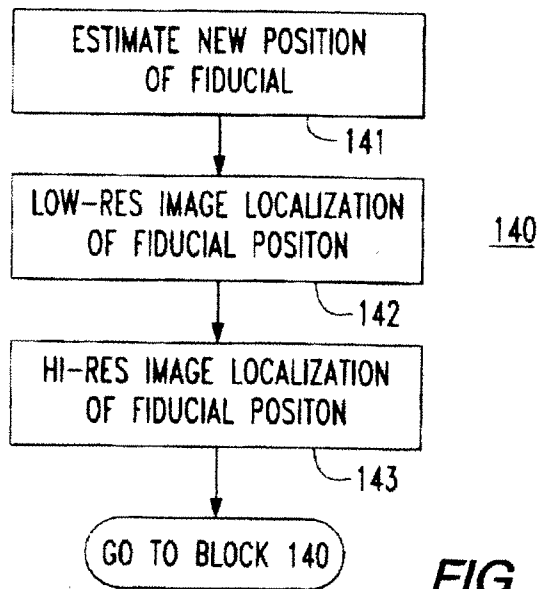 ESTIMATE NEW POSITION
OF FIDUCIAL
141
LOW-RES IMAGE LOCALIZATION
OF FIDUCIAL POSITON
140
142
HI-RES IMAGE LOCALIZATION
OF FIDUCIAL POSITON
143
GO TO BLOCK 140
FIG